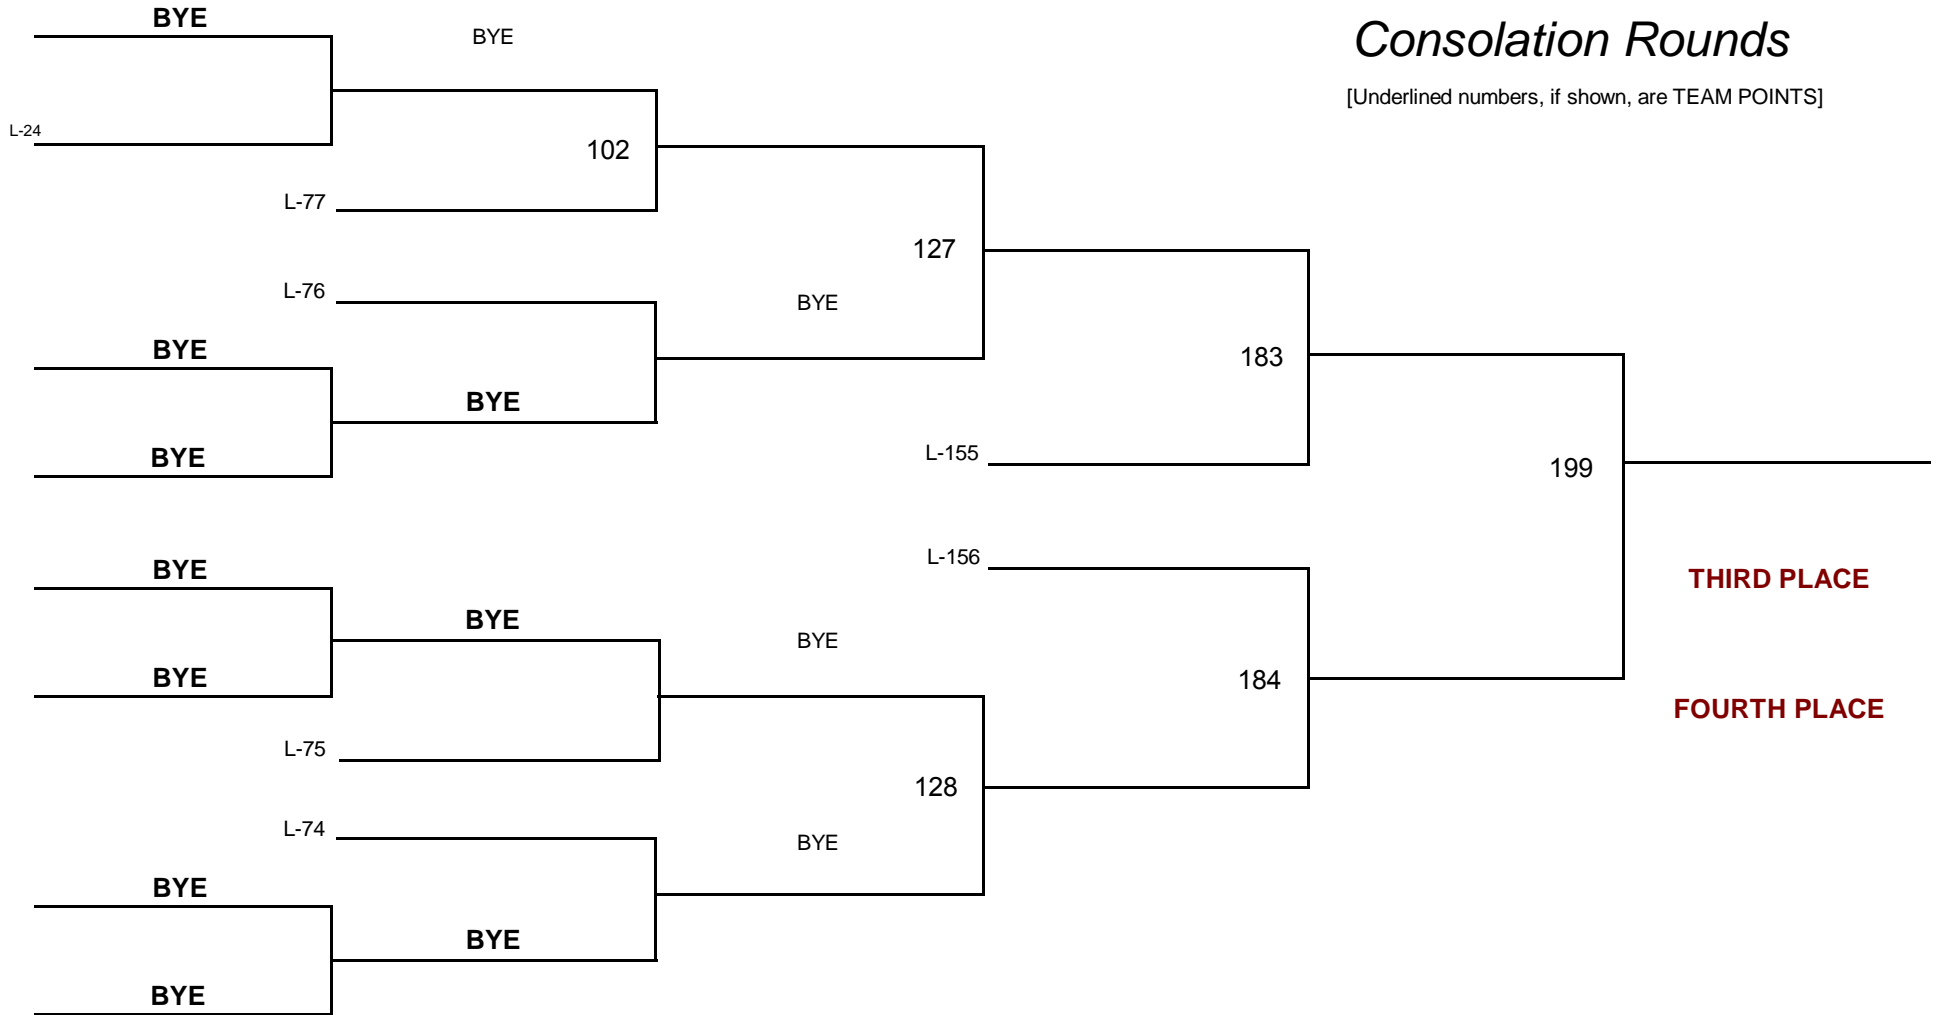 BYE
BYE
Consolation Rounds
[Underlined numbers, if shown, are TEAM POINTS]
L-24
102
L-77
127
L-76
BYE
BYE
183
BYE
L-155
BYE
199
L-156
BYE
THIRD PLACE
BYE
BYE
BYE
184
FOURTH PLACE
L-75
128
L-74
BYE
BYE
BYE
BYE